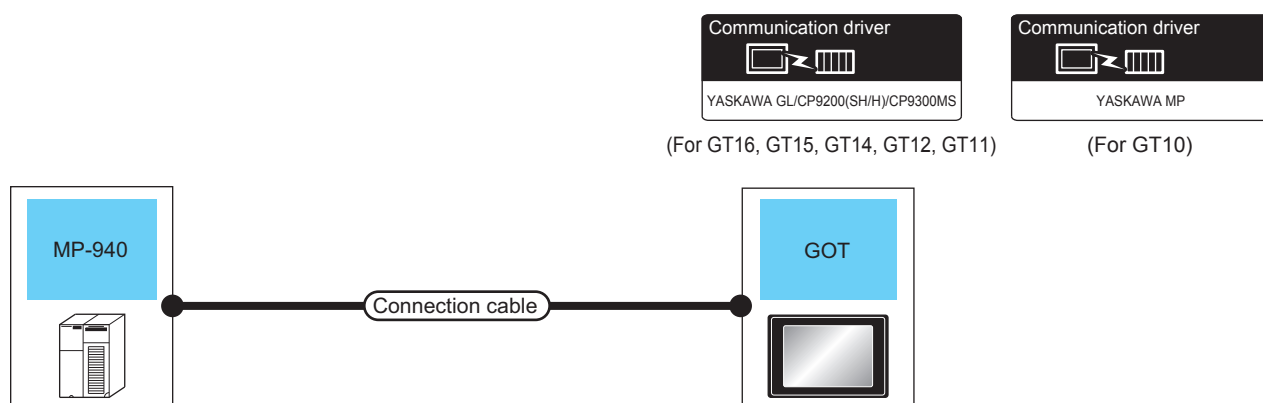 Communication driver
YASKAWA GL/CP9200(SH/H)/CP9300MS
(For GT16, GT15, GT14, GT12, GT11)
Communication driver
YASKAWA MP
(For GT10)
MP-940
Connection cable
GOT